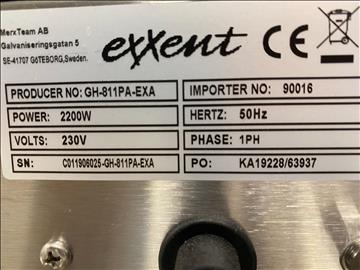 MerxTeam AB
Galvaniseringsgatan 5
SE-41707 GöTEBORG,Sweden.
exxent
CE
PRODUCER NO: GH-811PA-EXA
IMPORTER NO: 90016
POWER: 2200W
HERTZ: 50Hz
VOLTS: 230V
PHASE: 1PH
SN: C011906025-GH-811PA-EXA
PO: KA19228/63937